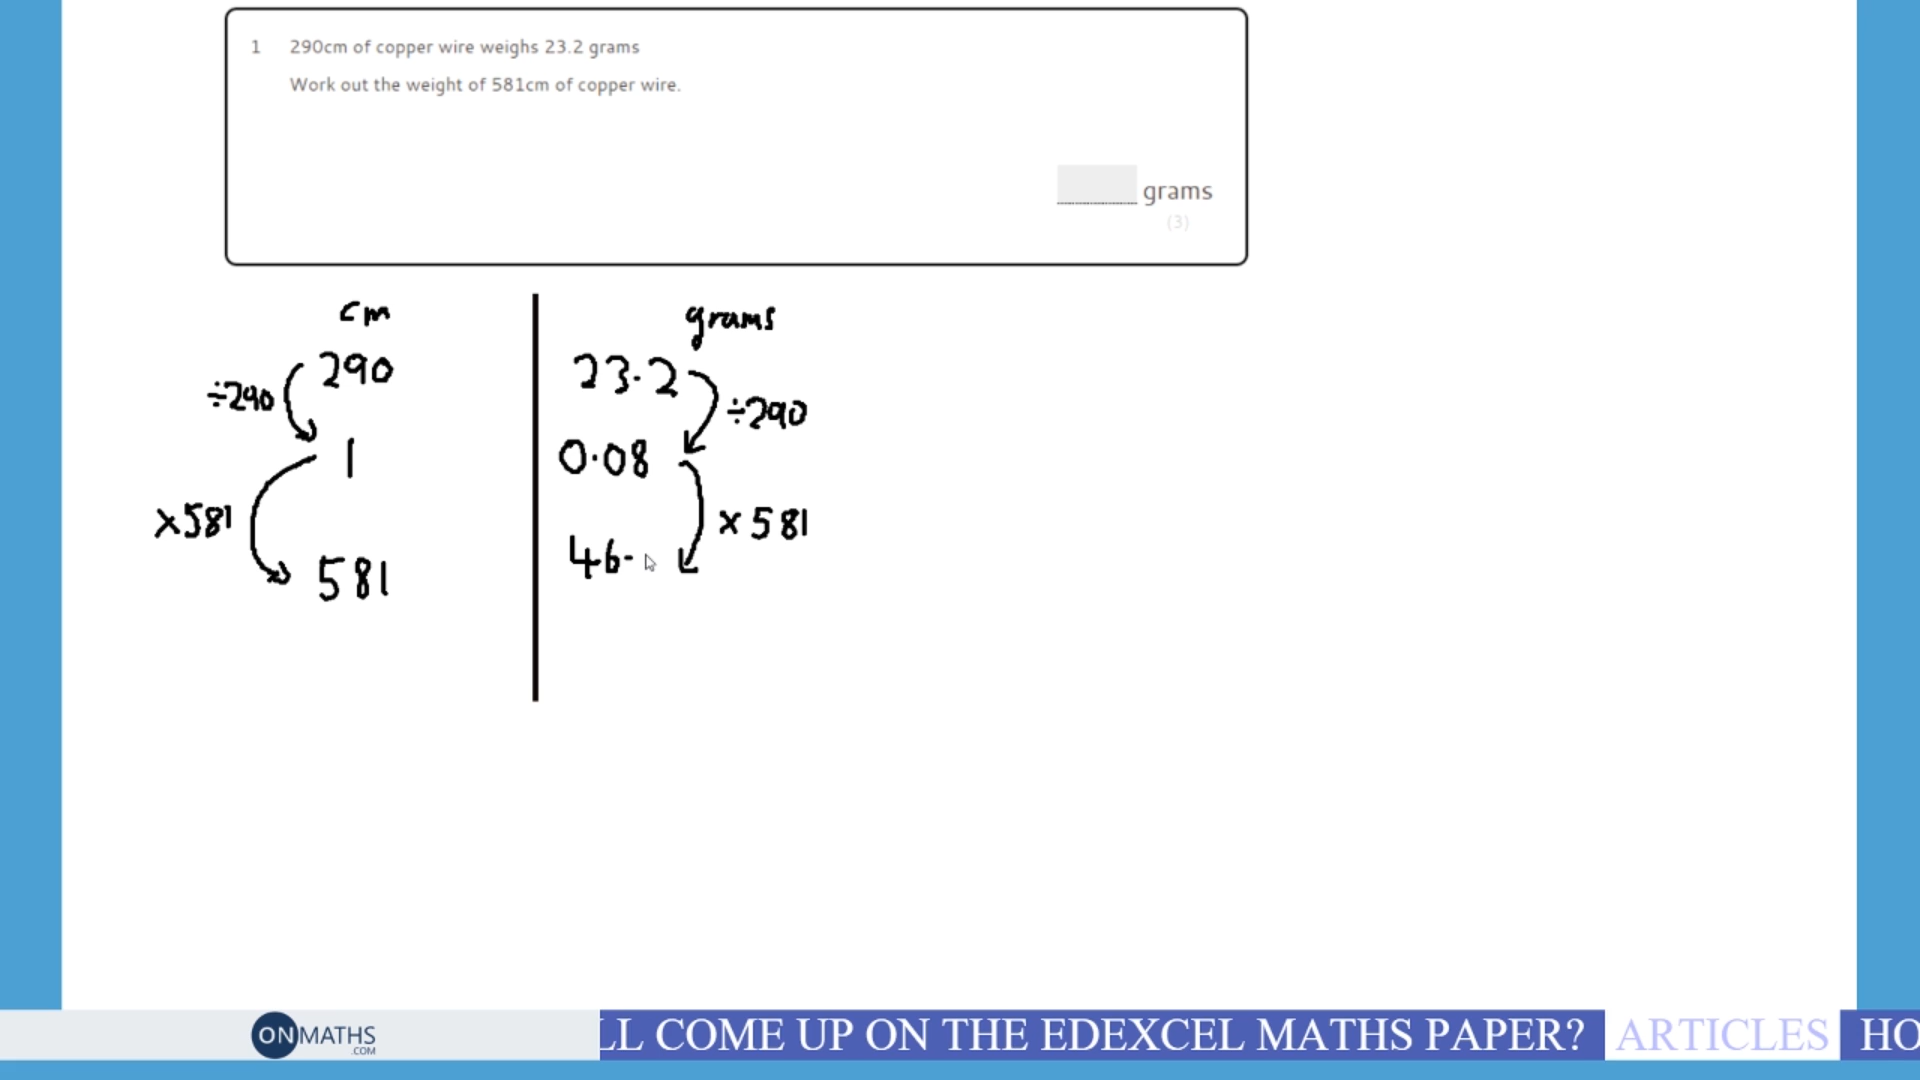 1 290cm of copper wire weighs 23.2 grams
Work out the weight of 581cm of copper wire.
grams
(3)
cm grams
290 23.2
÷290 ÷290
1 0.08
×581 ×581
581 46.
ONMATHS
.COM
LL COME UP ON THE EDEXCEL MATHS PAPER? ARTICLES HO